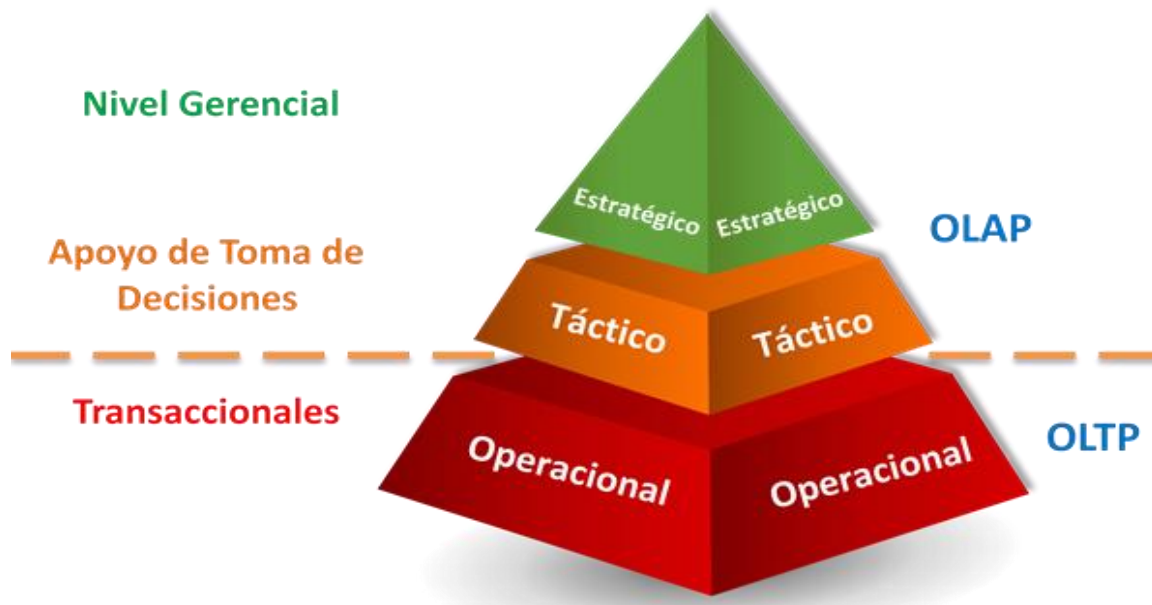 Nivel Gerencial
Estratégico
Estratégico
OLAP
Apoyo de Toma de
Decisiones
Táctico
Táctico
Transaccionales
Operacional
Operacional
OLTP